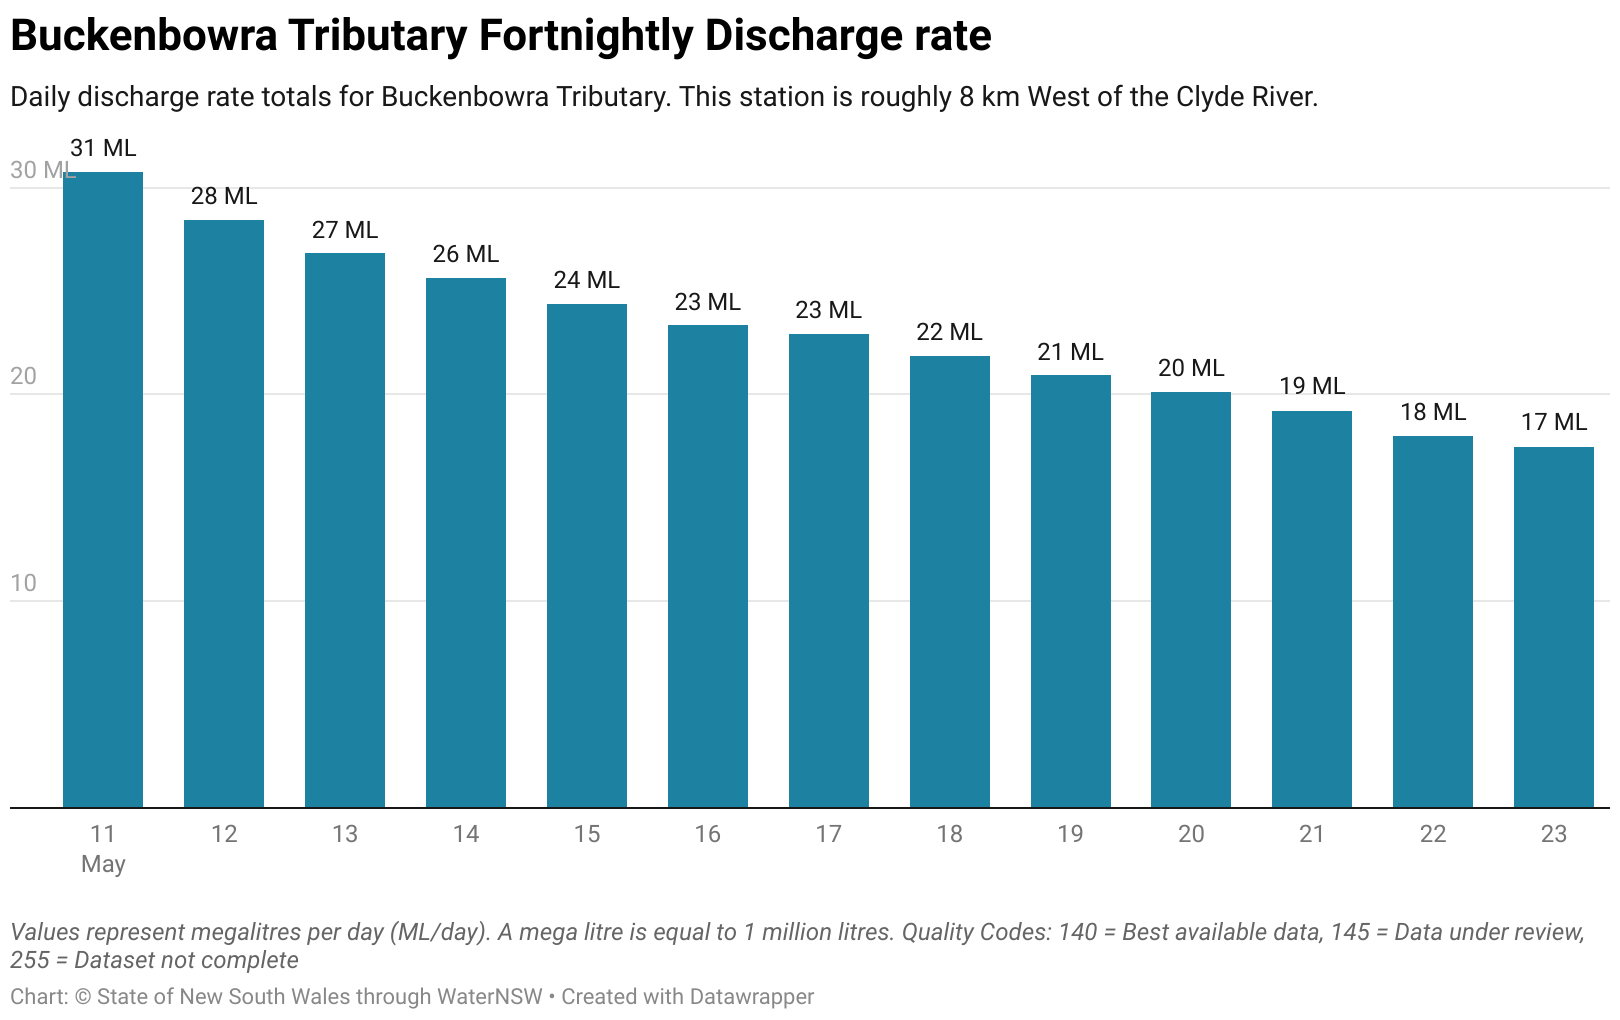 Buckenbowra Tributary Fortnightly Discharge rate
Daily discharge rate totals for Buckenbowra Tributary. This station is roughly 8 km West of the Clyde River.
31 ML
30 ML
28 ML
27 ML
26 ML
24 ML
23 ML
23 ML
22 ML
21 ML
20 ML
19 ML
18 ML
17 ML
20
10
11 12 13 14 15 16 17 18 19 20 21 22 23
May
Values represent megalitres per day (ML/day). A mega litre is equal to 1 million litres. Quality Codes: 140 = Best available data, 145 = Data under review,
255 = Dataset not complete
Chart: © State of New South Wales through WaterNSW • Created with Datawrapper